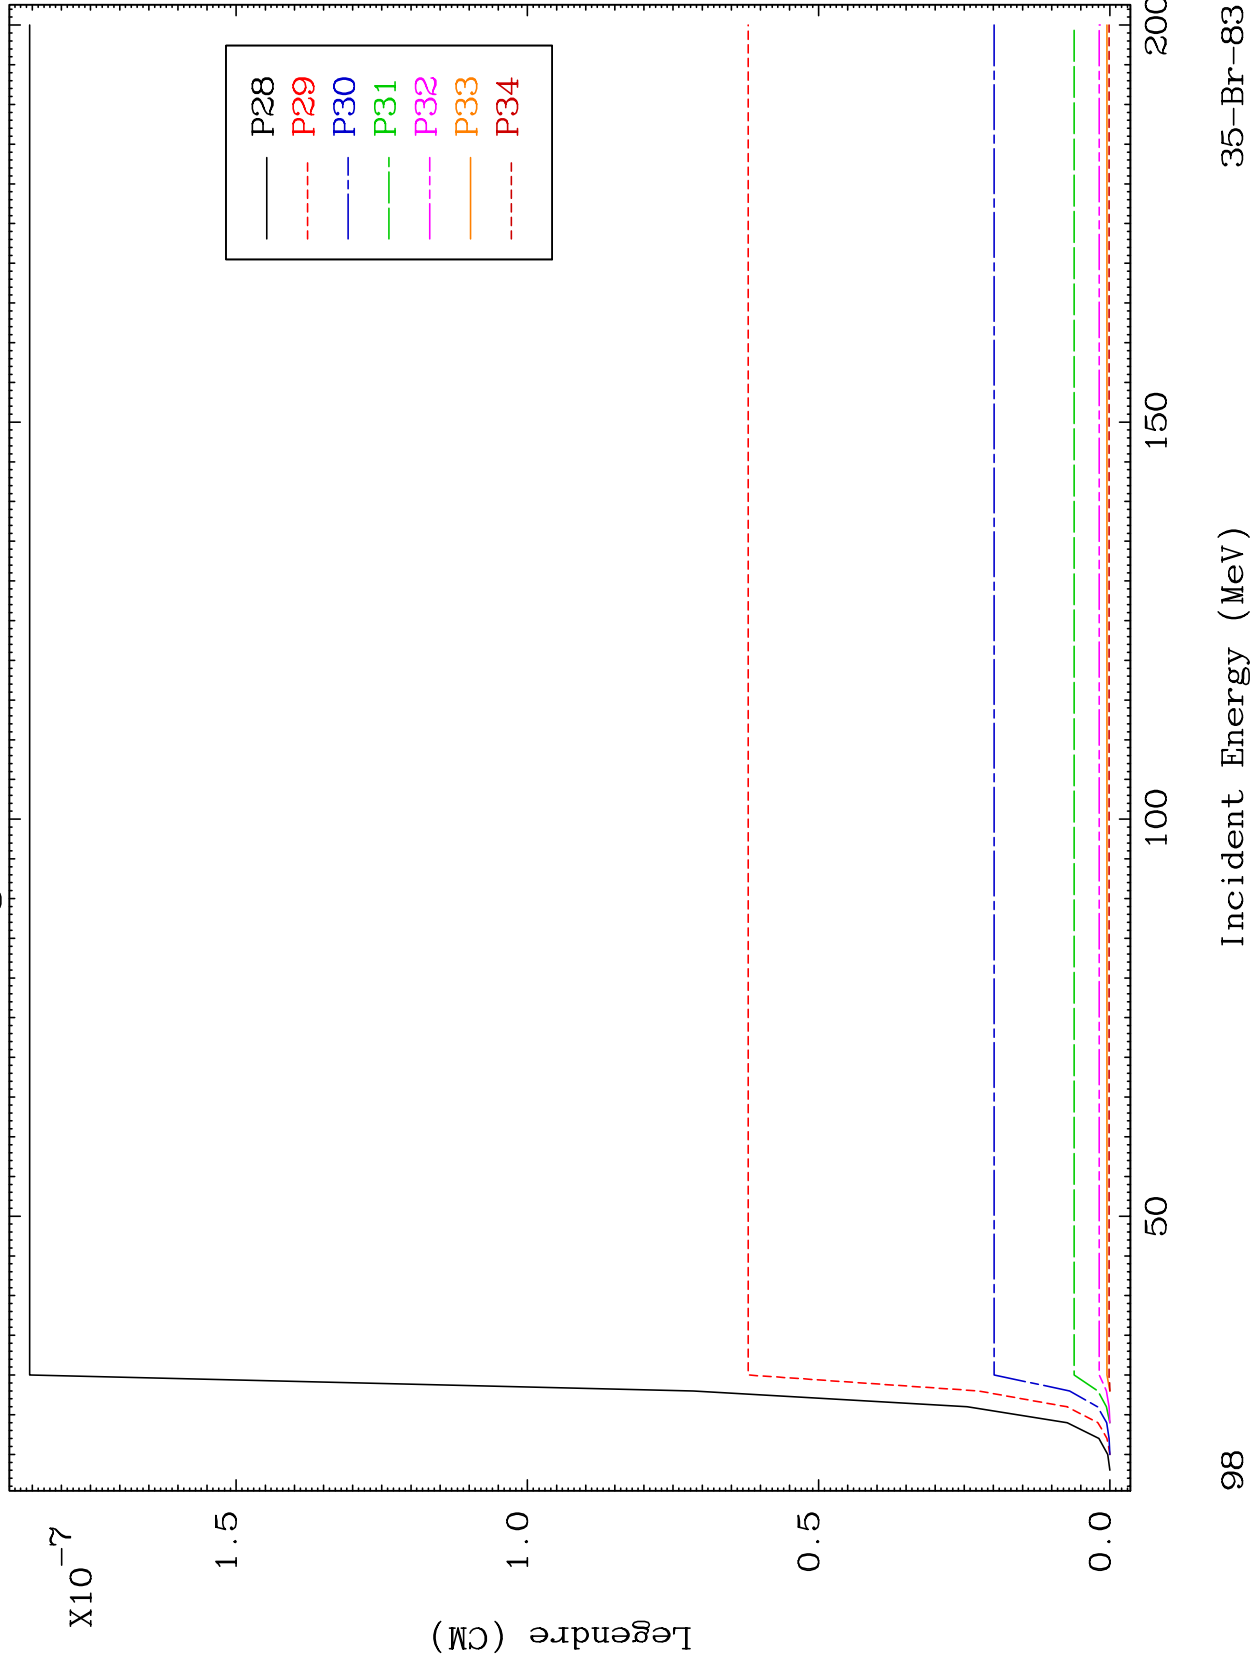 X10-7
1.5
1.0
0.5
0.0
Legendre (CM)
P28
P29
P30
P31
P32
P33
P34
50
100
150
200
Incident Energy (MeV)
98
35-Br-83